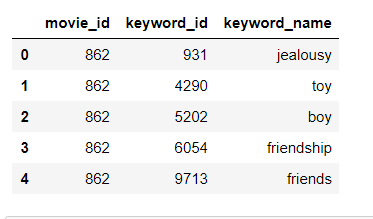 movie_id keyword_id keyword_name
0 862 931 jealousy
1 862 4290 toy
2 862 5202 boy
3 862 6054 friendship
4 862 9713 friends